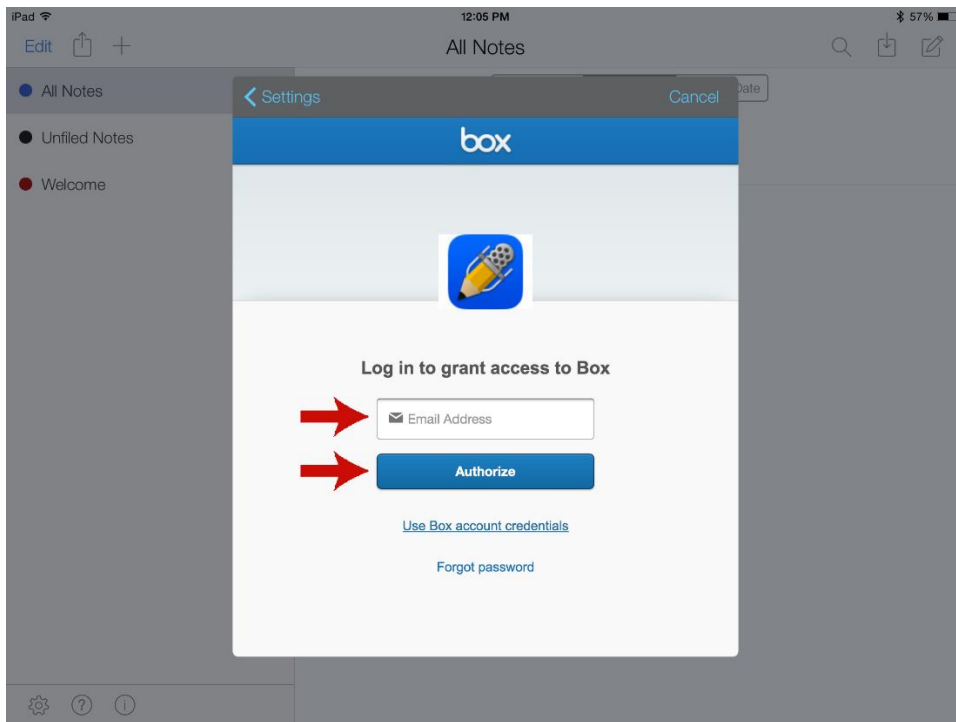 iPad 12:05 PM 57%
Edit All Notes
All Notes
Unfiled Notes
Welcome
Settings Cancel
Date
box
Log in to grant access to Box
Email Address
Authorize
Use Box account credentials
Forgot password